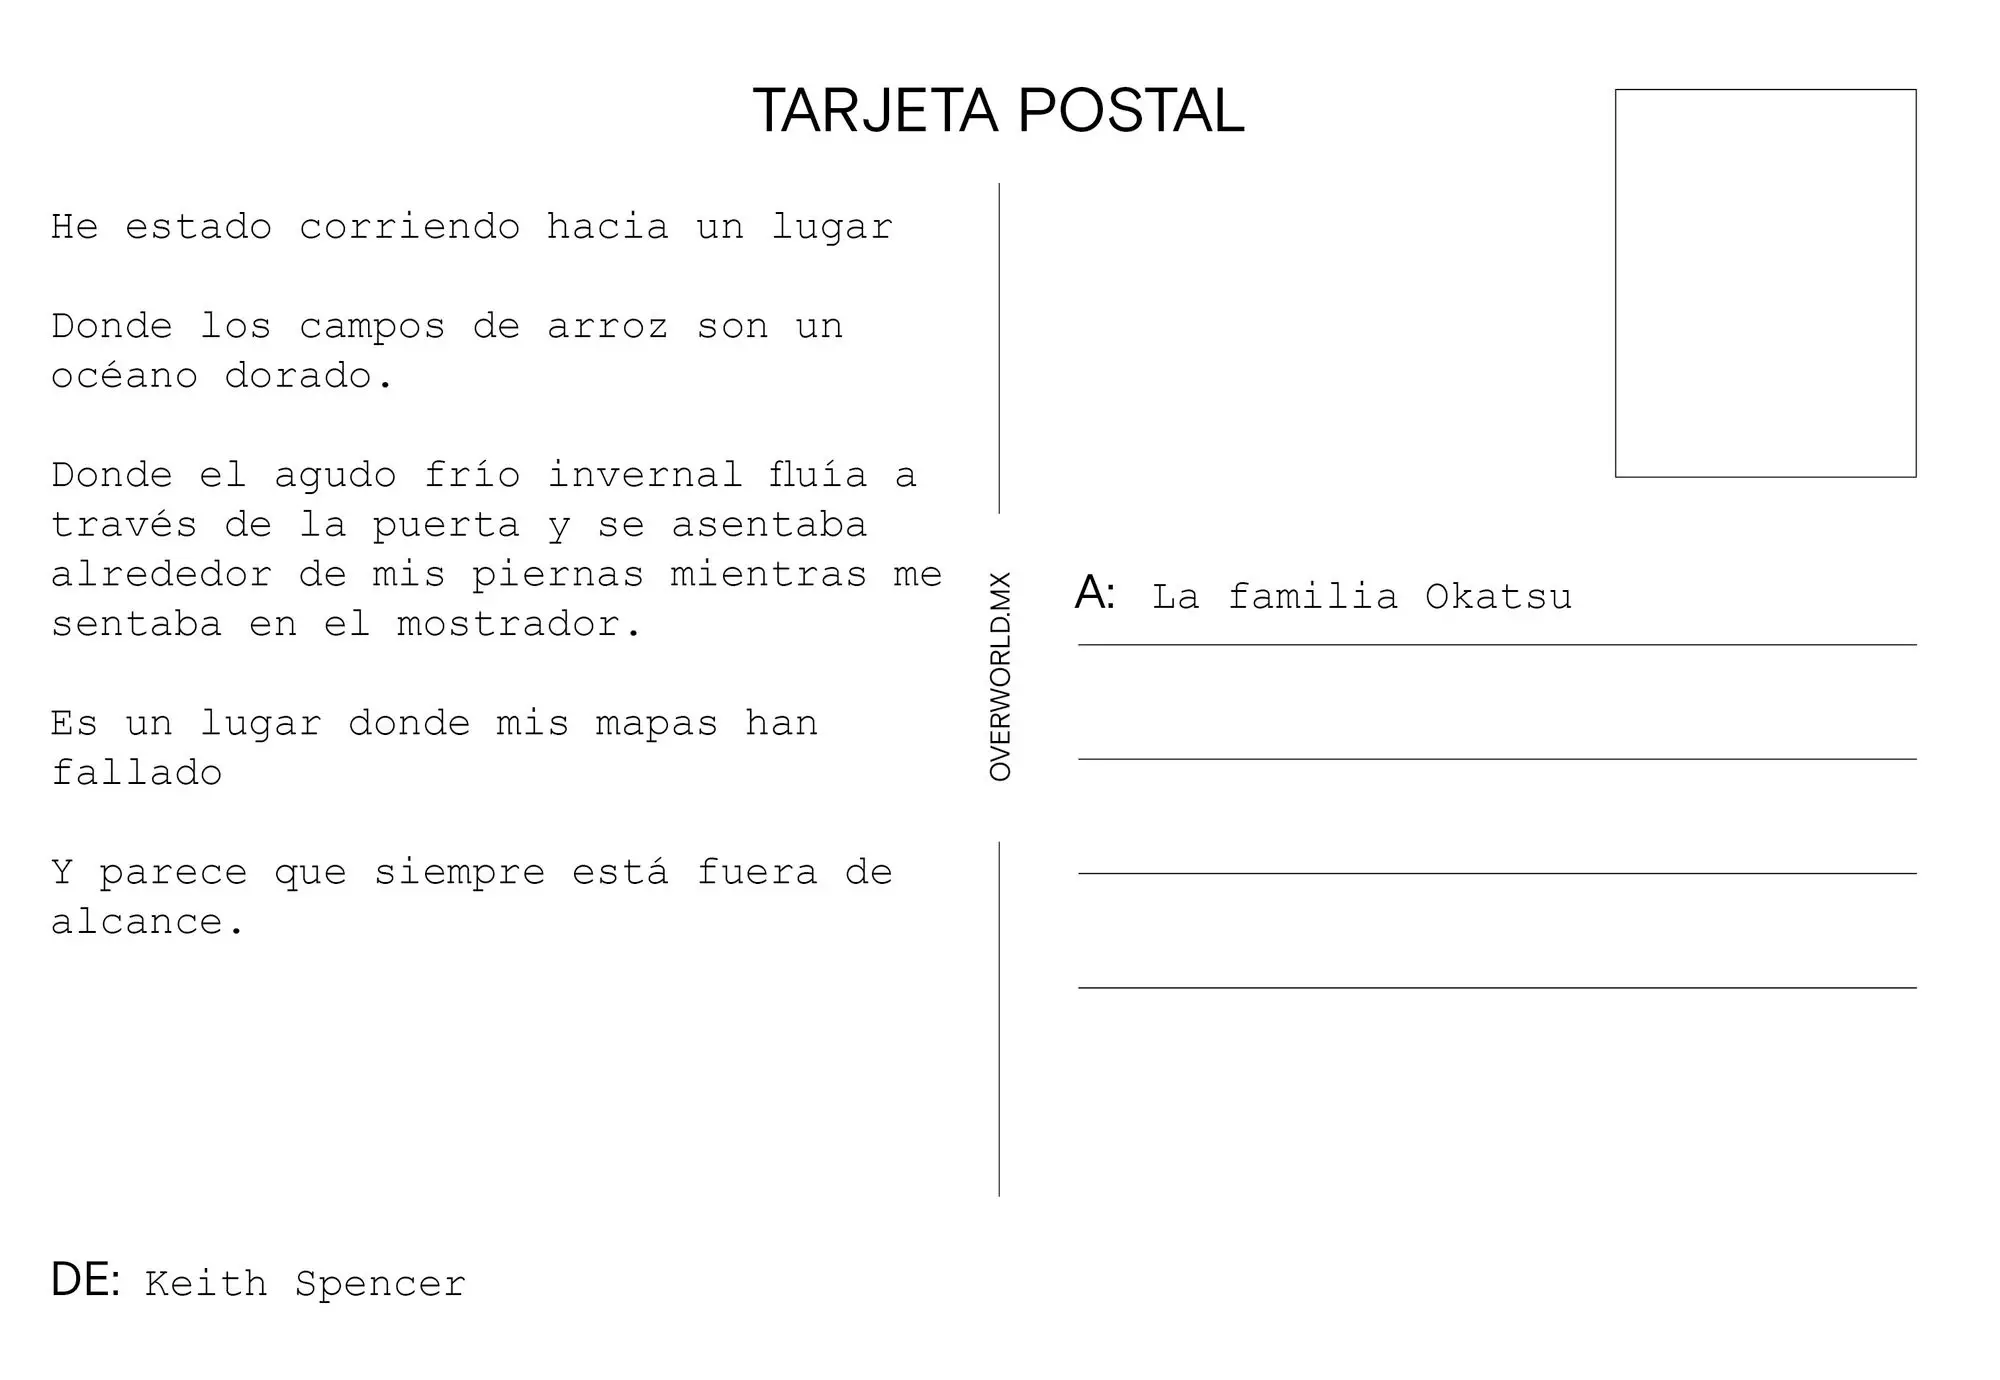 TARJETA POSTAL
He estado corriendo hacia un lugar
Donde los campos de arroz son un
océano dorado.
Donde el agudo frío invernal fluía a
través de la puerta y se asentaba
alrededor de mis piernas mientras me
sentaba en el mostrador.
Es un lugar donde mis mapas han
fallado
Y parece que siempre está fuera de
alcance.
DE: Keith Spencer
OVERWORLD.MX
A: La familia Okatsu